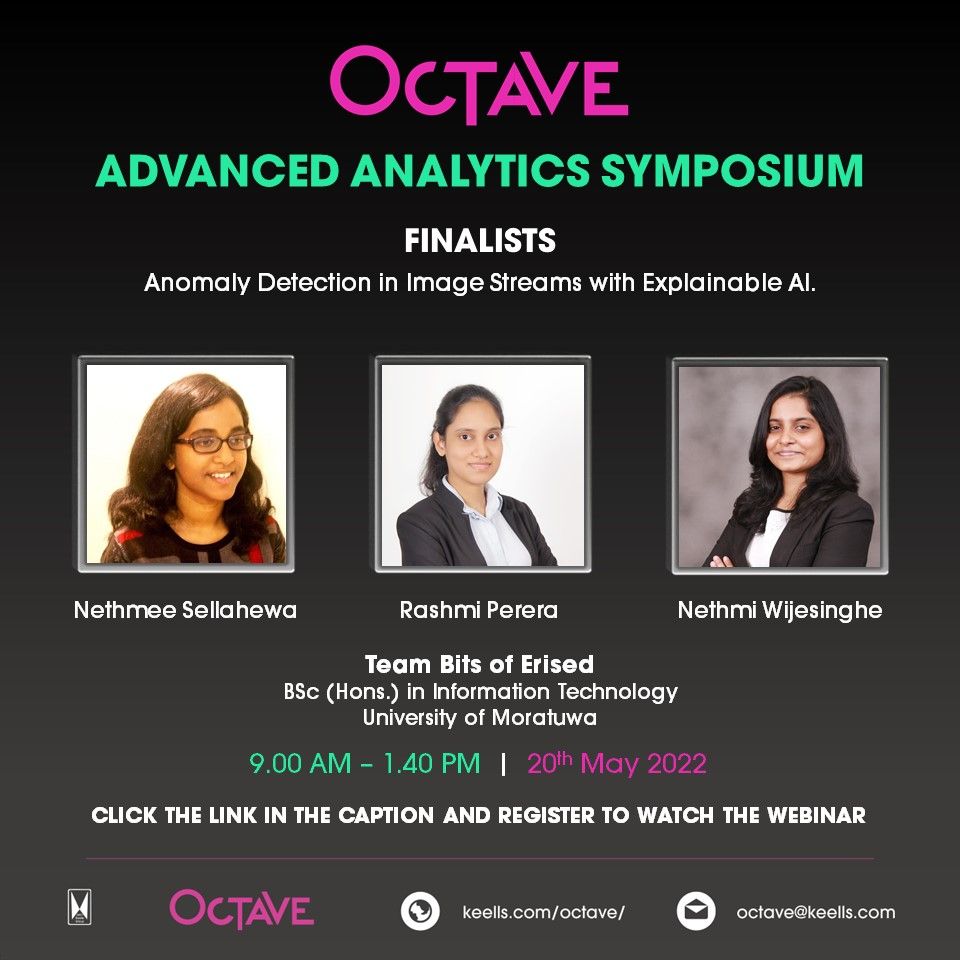 OCTAVE
ADVANCED ANALYTICS SYMPOSIUM
FINALISTS
Anomaly Detection in Image Streams with Explainable AI.
Nethmee Sellahewa
Rashmi Perera
Nethmi Wijesinghe
Team Bits of Erised
BSc (Hons.) in Information Technology
University of Moratuwa
9.00 AM – 1.40 PM | 20th May 2022
CLICK THE LINK IN THE CAPTION AND REGISTER TO WATCH THE WEBINAR
OCTAVE
keells.com/octave/
octave@keells.com